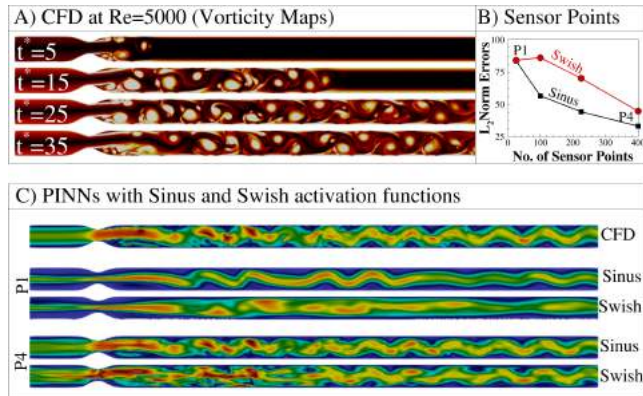 A) CFD at Re=5000 (Vorticity Maps)
t*=5
t*=15
t*=25
t*=35
B) Sensor Points
L2Norm Errors
100
75
50
25
P1
Swish
Sinus
P4
0 100 200 300 400
No. of Sensor Points
C) PINNs with Sinus and Swish activation functions
CFD
P1
Sinus
Swish
P4
Sinus
Swish